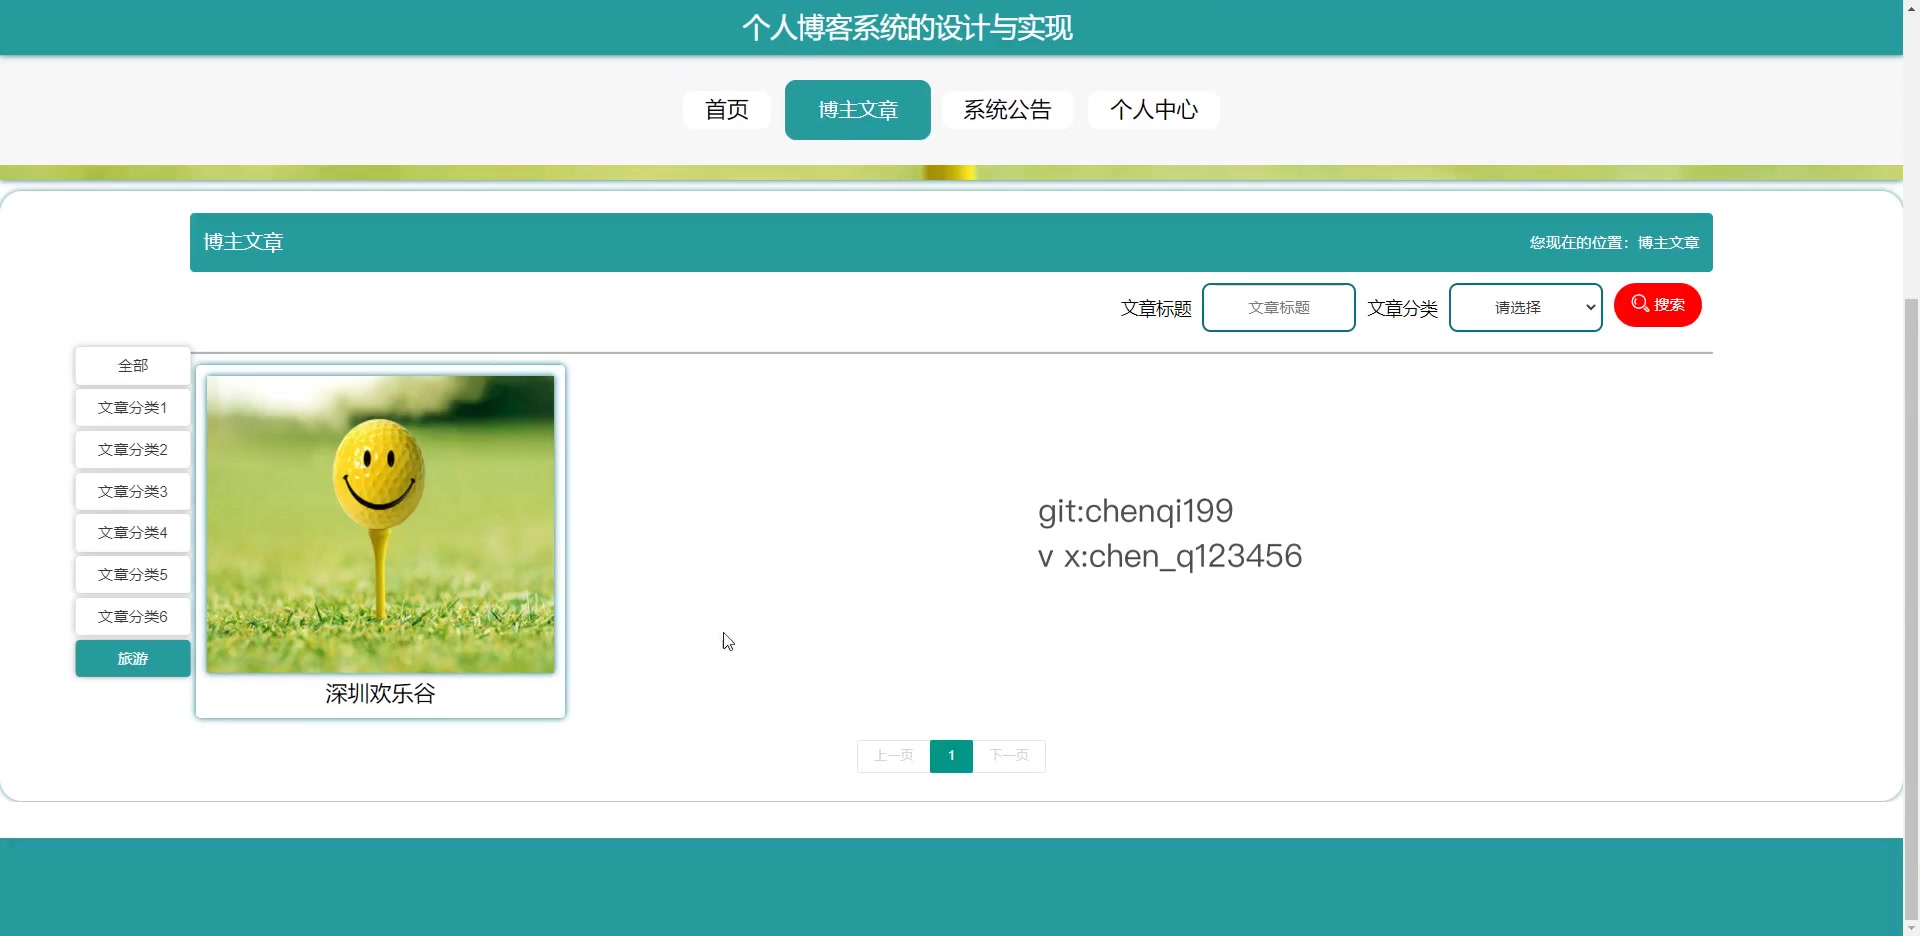 个人博客系统的设计与实现
首页 博主文章 系统公告 个人中心
博主文章 您现在的位置：博主文章
文章标题 文章标题 文章分类 请选择 搜索
全部
文章分类1
文章分类2
文章分类3
文章分类4
文章分类5
文章分类6
旅游
git:chenqi199
v x:chen_q123456
深圳欢乐谷
上一页 1 下一页